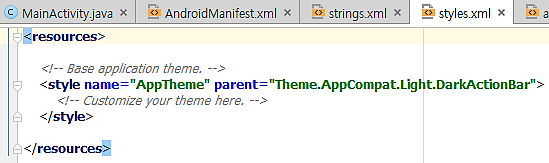 MainActivity.java AndroidManifest.xml strings.xml styles.xml a
<resources>
<!-- Base application theme. -->
<style name="AppTheme" parent="Theme.AppCompat.Light.DarkActionBar">
<!-- Customize your theme here. -->
</style>
</resources>